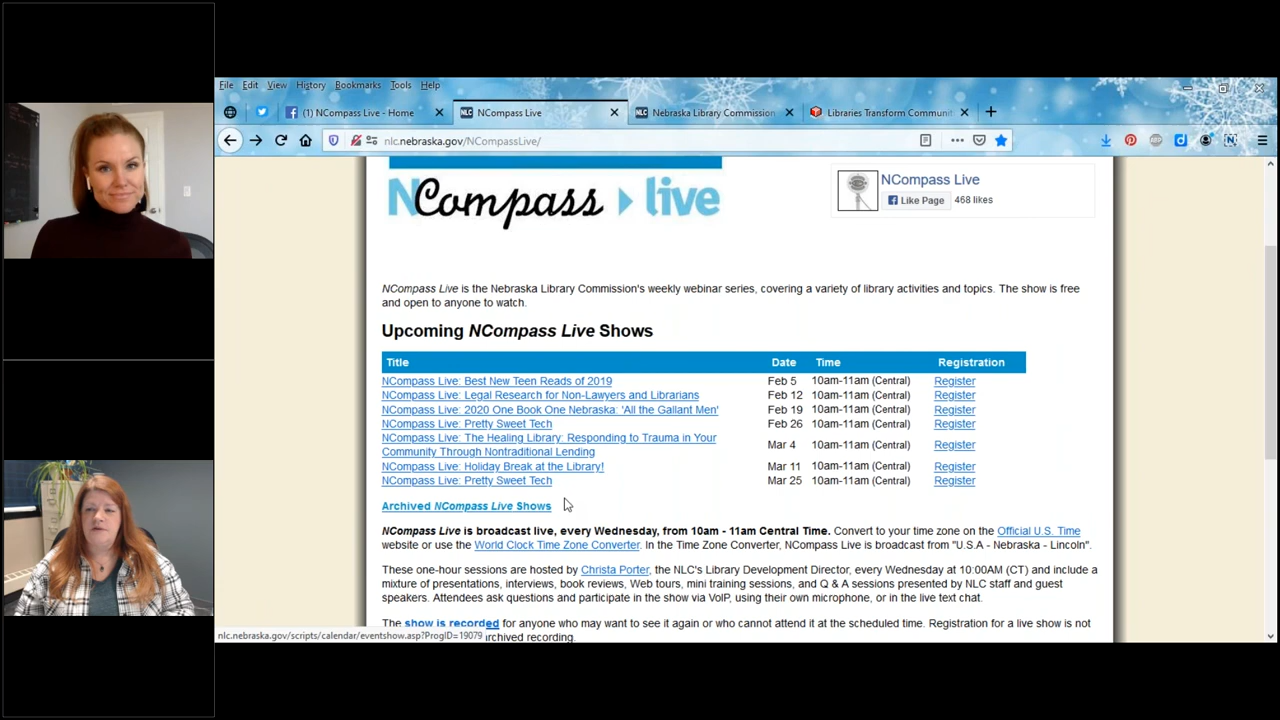 File Edit View History Bookmarks Tools Help
(1) NCompass Live - Home
NLC NCompass Live
NLC Nebraska Library Commission
Libraries Transform Communit
nlc.nebraska.gov/NCompassLive/
NCompass live
NCompass Live
Like Page 468 likes
NCompass Live is the Nebraska Library Commission's weekly webinar series, covering a variety of library activities and topics. The show is free
and open to anyone to watch.
Upcoming NCompass Live Shows
Title Date Time Registration
NCompass Live: Best New Teen Reads of 2019 Feb 5 10am-11am (Central) Register
NCompass Live: Legal Research for Non-Lawyers and Librarians Feb 12 10am-11am (Central) Register
NCompass Live: 2020 One Book One Nebraska: 'All the Gallant Men' Feb 19 10am-11am (Central) Register
NCompass Live: Pretty Sweet Tech Feb 26 10am-11am (Central) Register
NCompass Live: The Healing Library: Responding to Trauma in Your
Community Through Nontraditional Lending Mar 4 10am-11am (Central) Register
NCompass Live: Holiday Break at the Library! Mar 11 10am-11am (Central) Register
NCompass Live: Pretty Sweet Tech Mar 25 10am-11am (Central) Register
Archived NCompass Live Shows
NCompass Live is broadcast live, every Wednesday, from 10am - 11am Central Time. Convert to your time zone on the Official U.S. Time
website or use the World Clock Time Zone Converter. In the Time Zone Converter, NCompass Live is broadcast from "U.S.A - Nebraska - Lincoln".
These one-hour sessions are hosted by Christa Porter, the NLC's Library Development Director, every Wednesday at 10:00AM (CT) and include a
mixture of presentations, interviews, book reviews, Web tours, mini training sessions, and Q & A sessions presented by NLC staff and guest
speakers. Attendees ask questions and participate in the show via VoIP, using their own microphone, or in the live text chat.
The show is recorded for anyone who may want to see it again or who cannot attend it at the scheduled time. Registration for a live show is not
nlc.nebraska.gov/scripts/calendar/eventshow.asp?ProgID=19079 rchived recording.